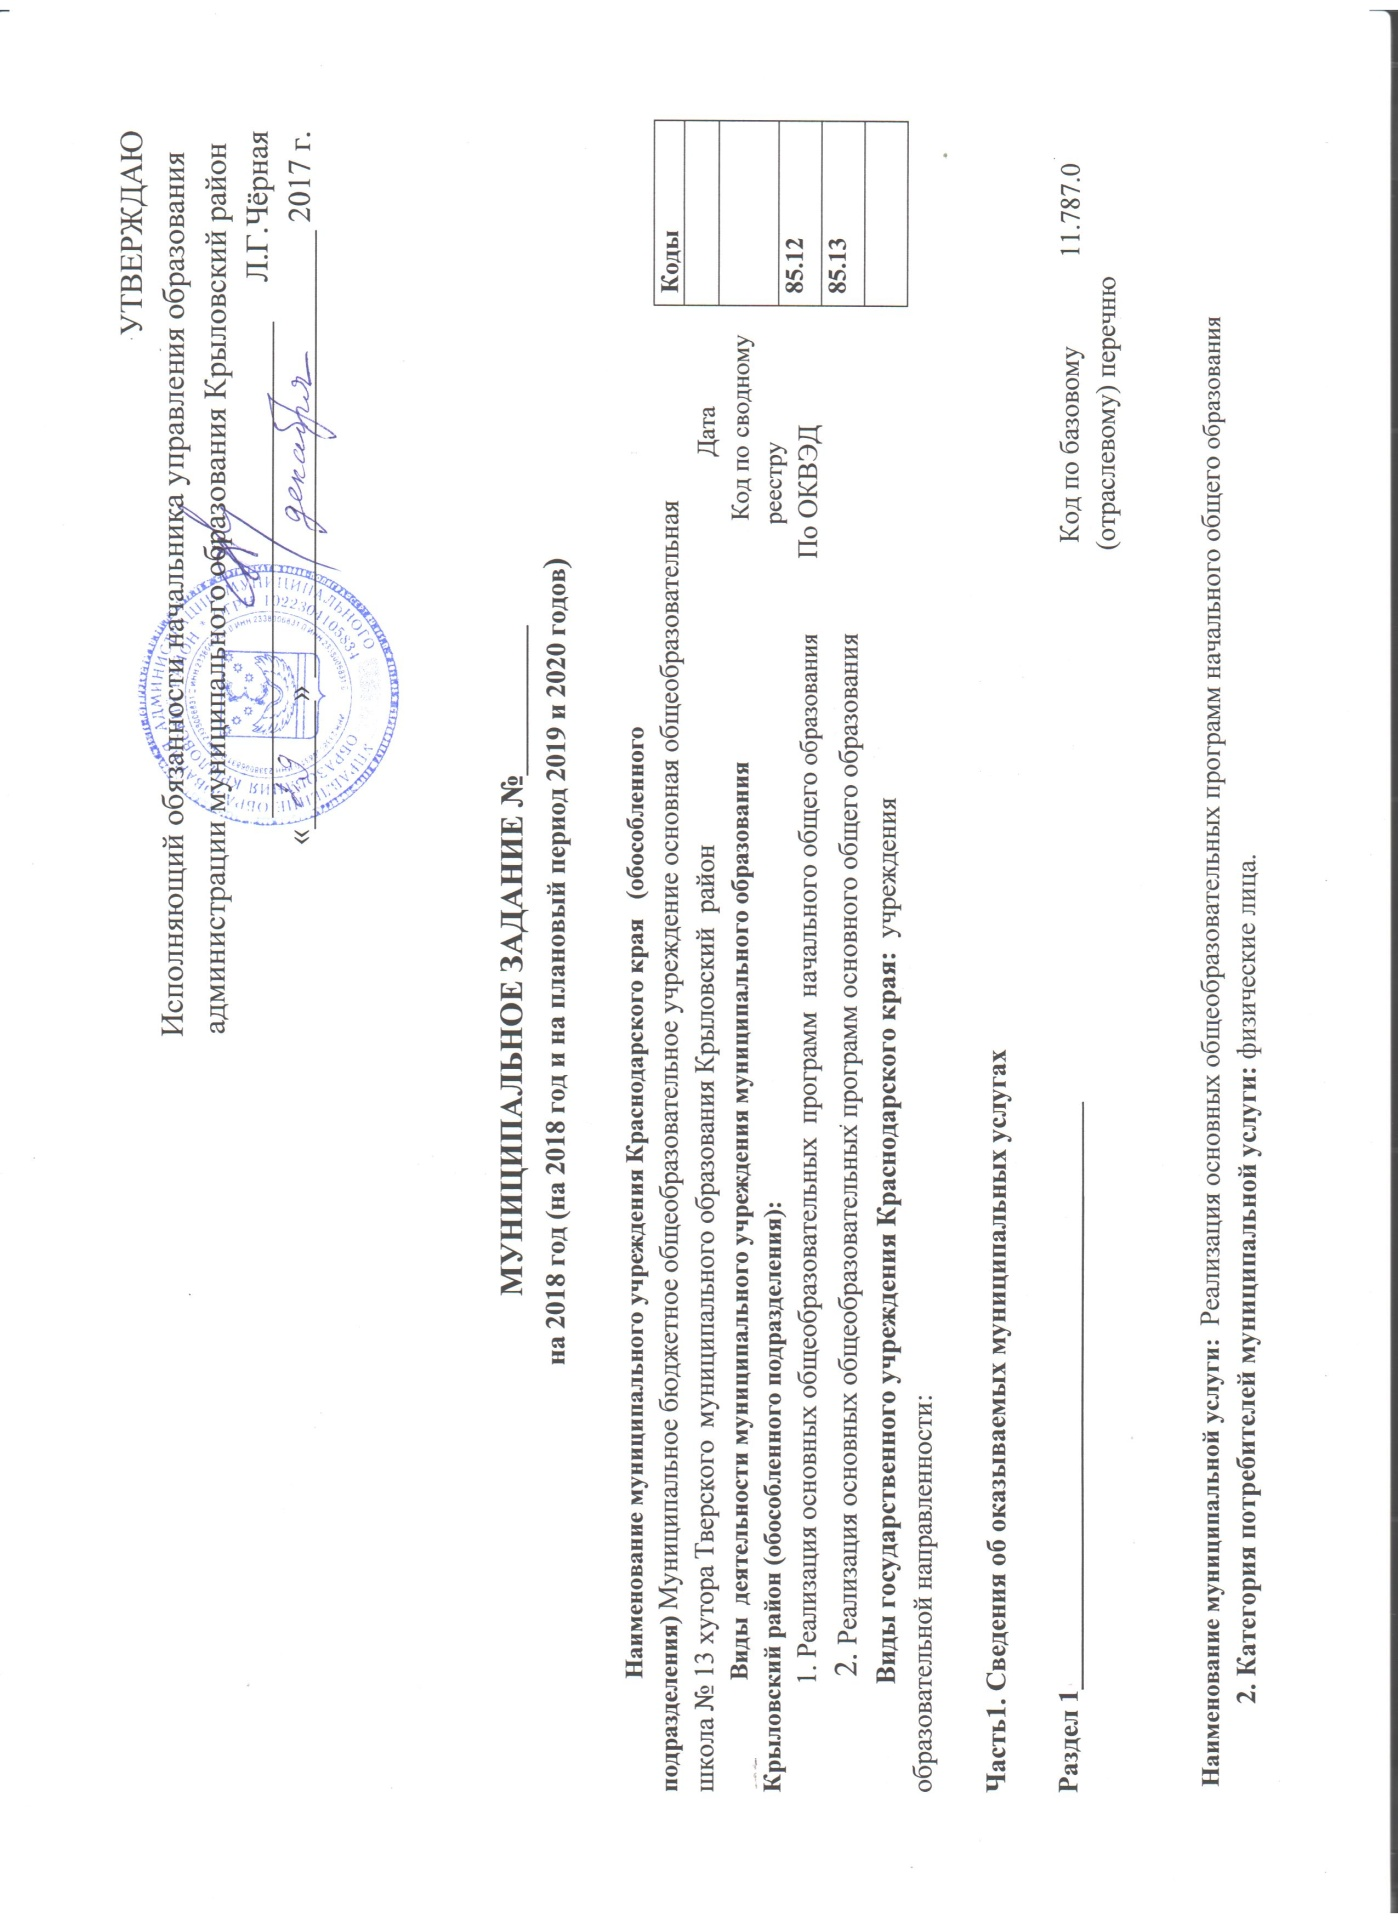 УТВЕРЖДАЮ
Исполняющий обязанности начальника управления образования
администрации муниципального образования Крыловский район
Л.Г.Чёрная
«29» декабря 2017 г.
МУНИЦИПАЛЬНОЕ ЗАДАНИЕ №
на 2018 год (на 2018 год и на плановый период 2019 и 2020 годов)
Наименование муниципального учреждения Краснодарского края (обособленного
подразделения) Муниципальное бюджетное общеобразовательное учреждение основная общеобразовательная
школа № 13 хутора Тверского муниципального образования Крыловский район
Виды деятельности муниципального учреждения муниципального образования
Крыловский район (обособленного подразделения):
1. Реализация основных общеобразовательных программ начального общего образования
2. Реализация основных общеобразовательных программ основного общего образования
Виды государственного учреждения Краснодарского края: учреждения
образовательной направленности:
Коды
Дата
Код по сводному
реестру
По ОКВЭД 85.12
85.13
Часть1. Сведения об оказываемых муниципальных услугах
Раздел 1
Код по базовому 11.787.0
(отраслевому) перечню
Наименование муниципальной услуги: Реализация основных общеобразовательных программ начального общего образования
2. Категория потребителей муниципальной услуги: физические лица.